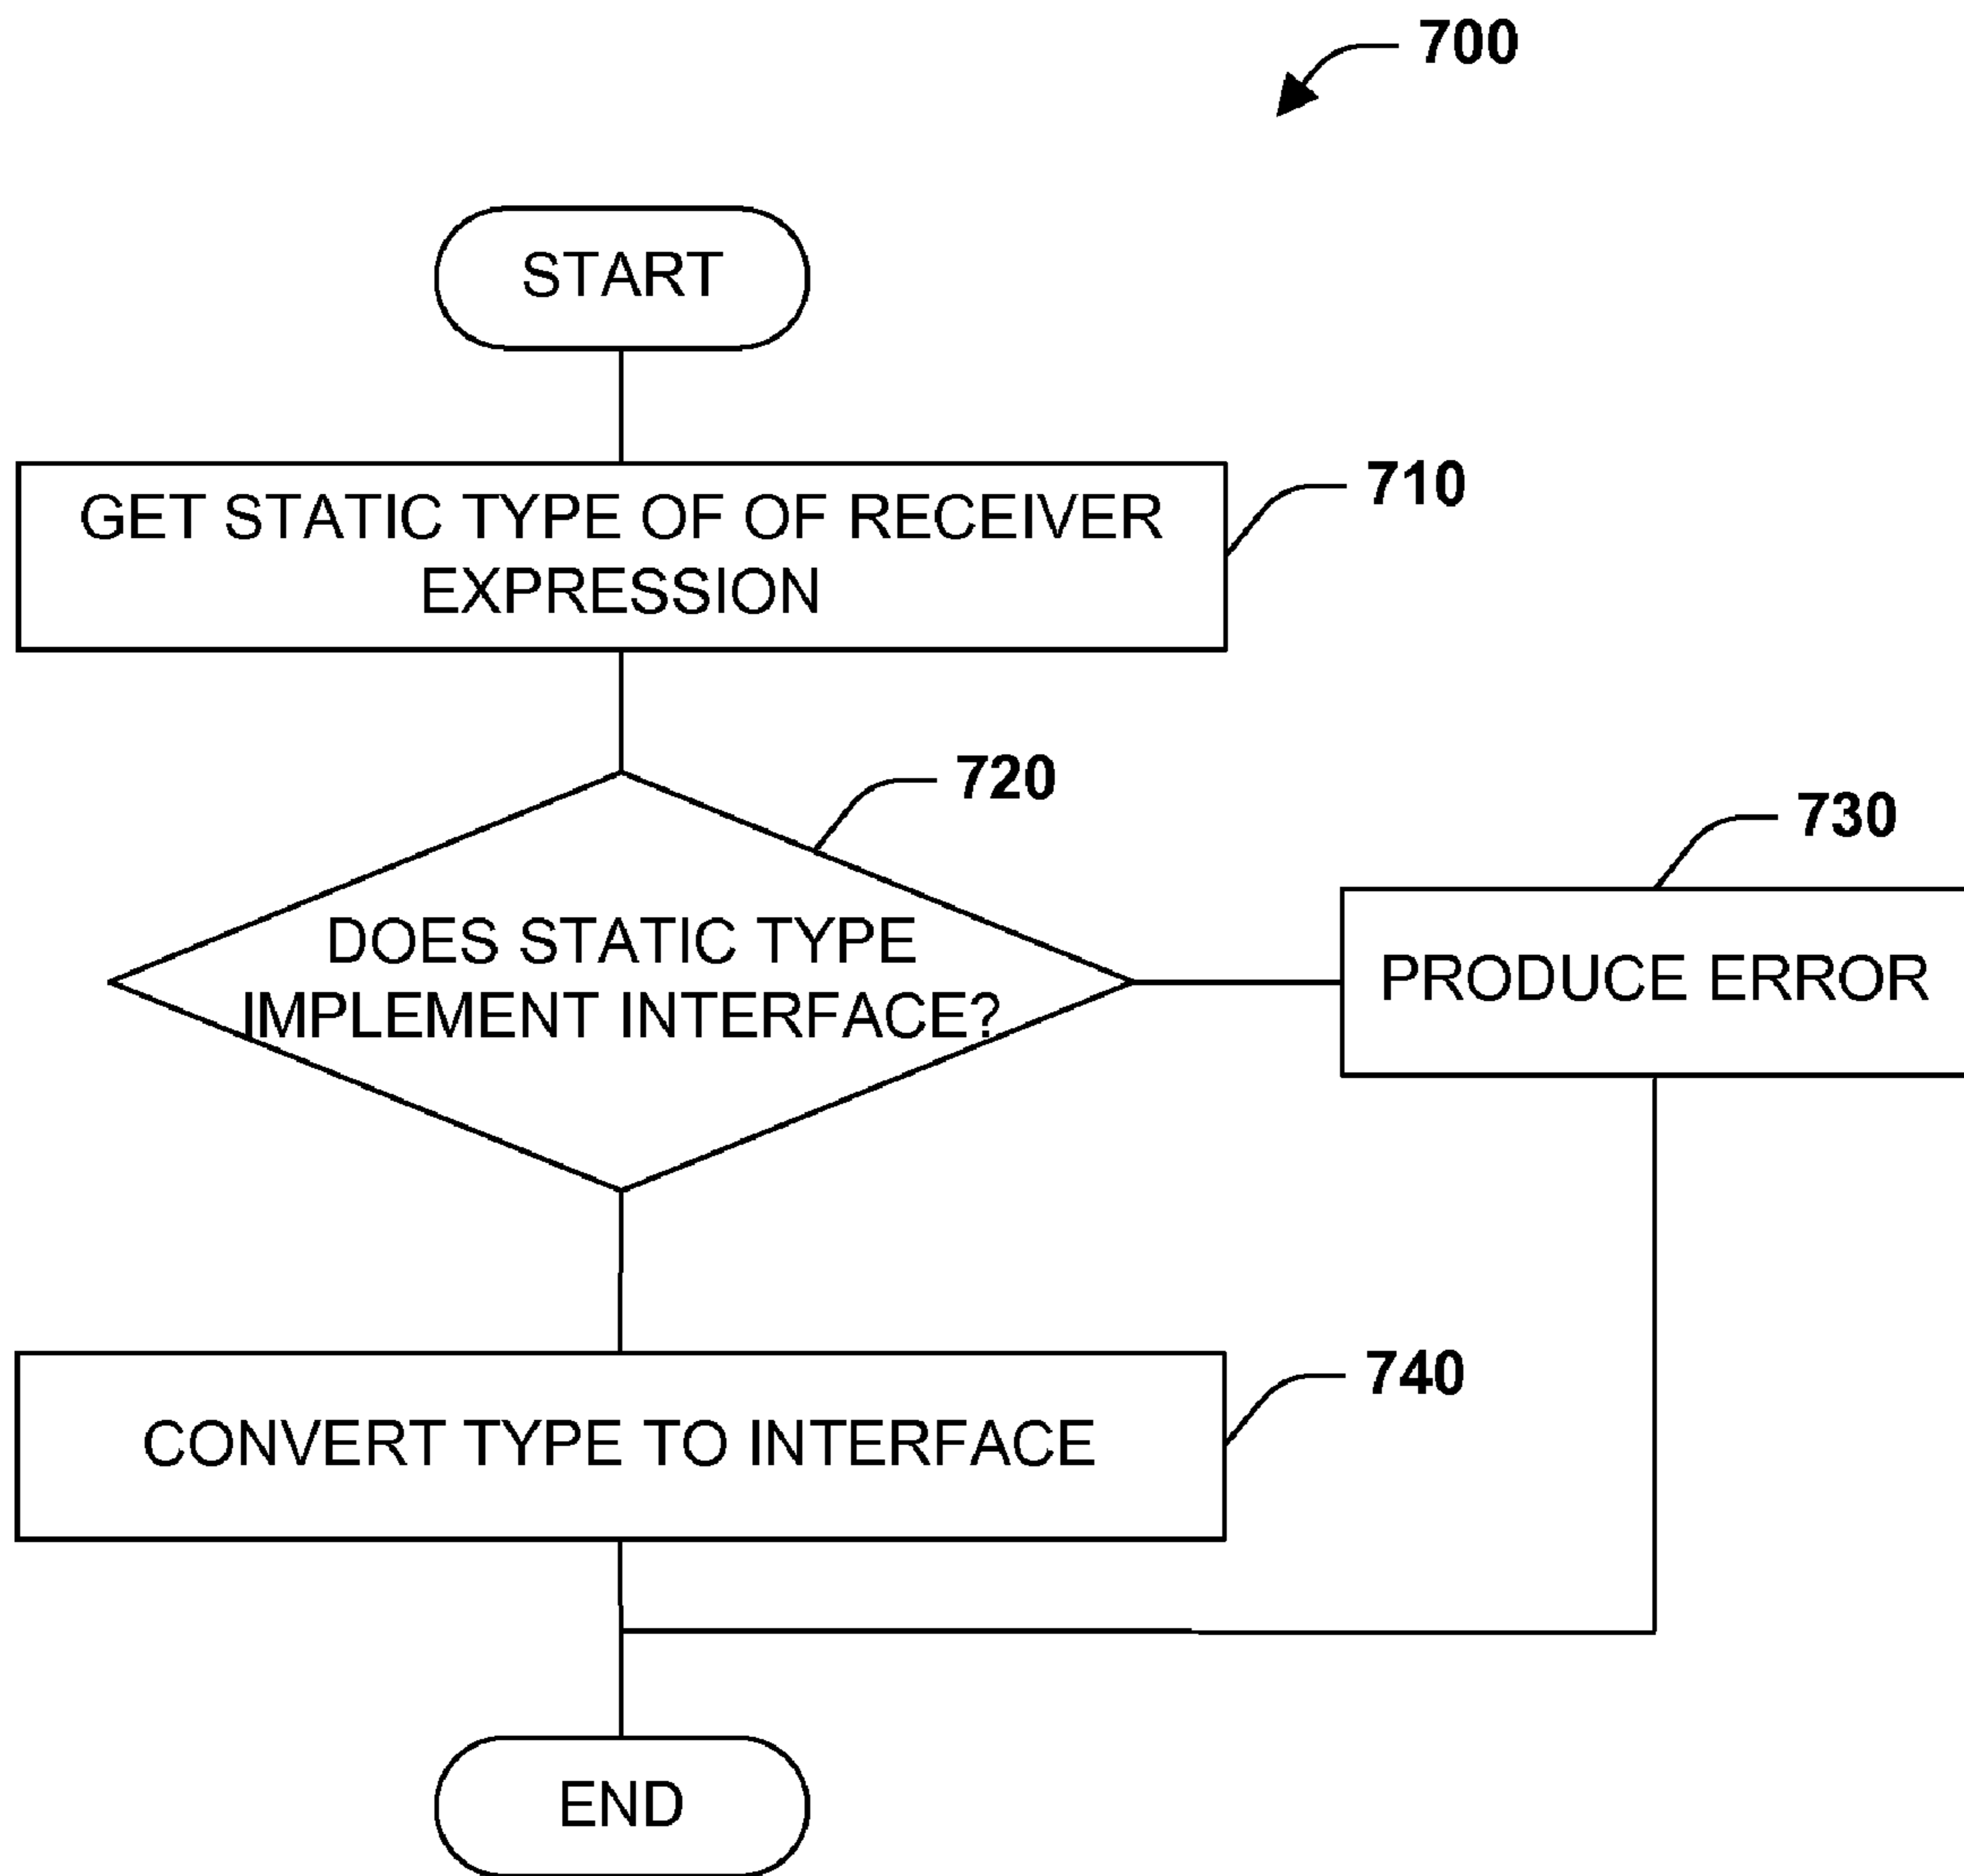 700
START
GET STATIC TYPE OF OF RECEIVER
EXPRESSION
710
720
DOES STATIC TYPE
IMPLEMENT INTERFACE?
730
PRODUCE ERROR
740
CONVERT TYPE TO INTERFACE
END